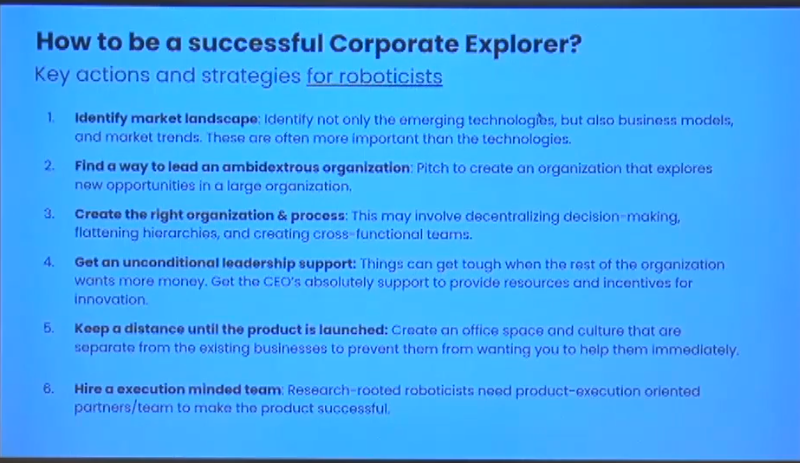 How to be a successful Corporate Explorer?
Key actions and strategies for roboticists
1. Identify market landscape: Identify not only the emerging technologies, but also business models,
and market trends. These are often more important than the technologies.
2. Find a way to lead an ambidextrous organization: Pitch to create an organization that explores
new opportunities in a large organization.
3. Create the right organization & process: This may involve decentralizing decision-making,
flattening hierarchies, and creating cross-functional teams.
4. Get an unconditional leadership support: Things can get tough when the rest of the organization
wants more money. Get the CEO's absolutely support to provide resources and incentives for
innovation.
5. Keep a distance until the product is launched: Create an office space and culture that are
separate from the existing businesses to prevent them from wanting you to help them immediately.
6. Hire a execution minded team: Research-rooted roboticists need product-execution oriented
partners/team to make the product successful.